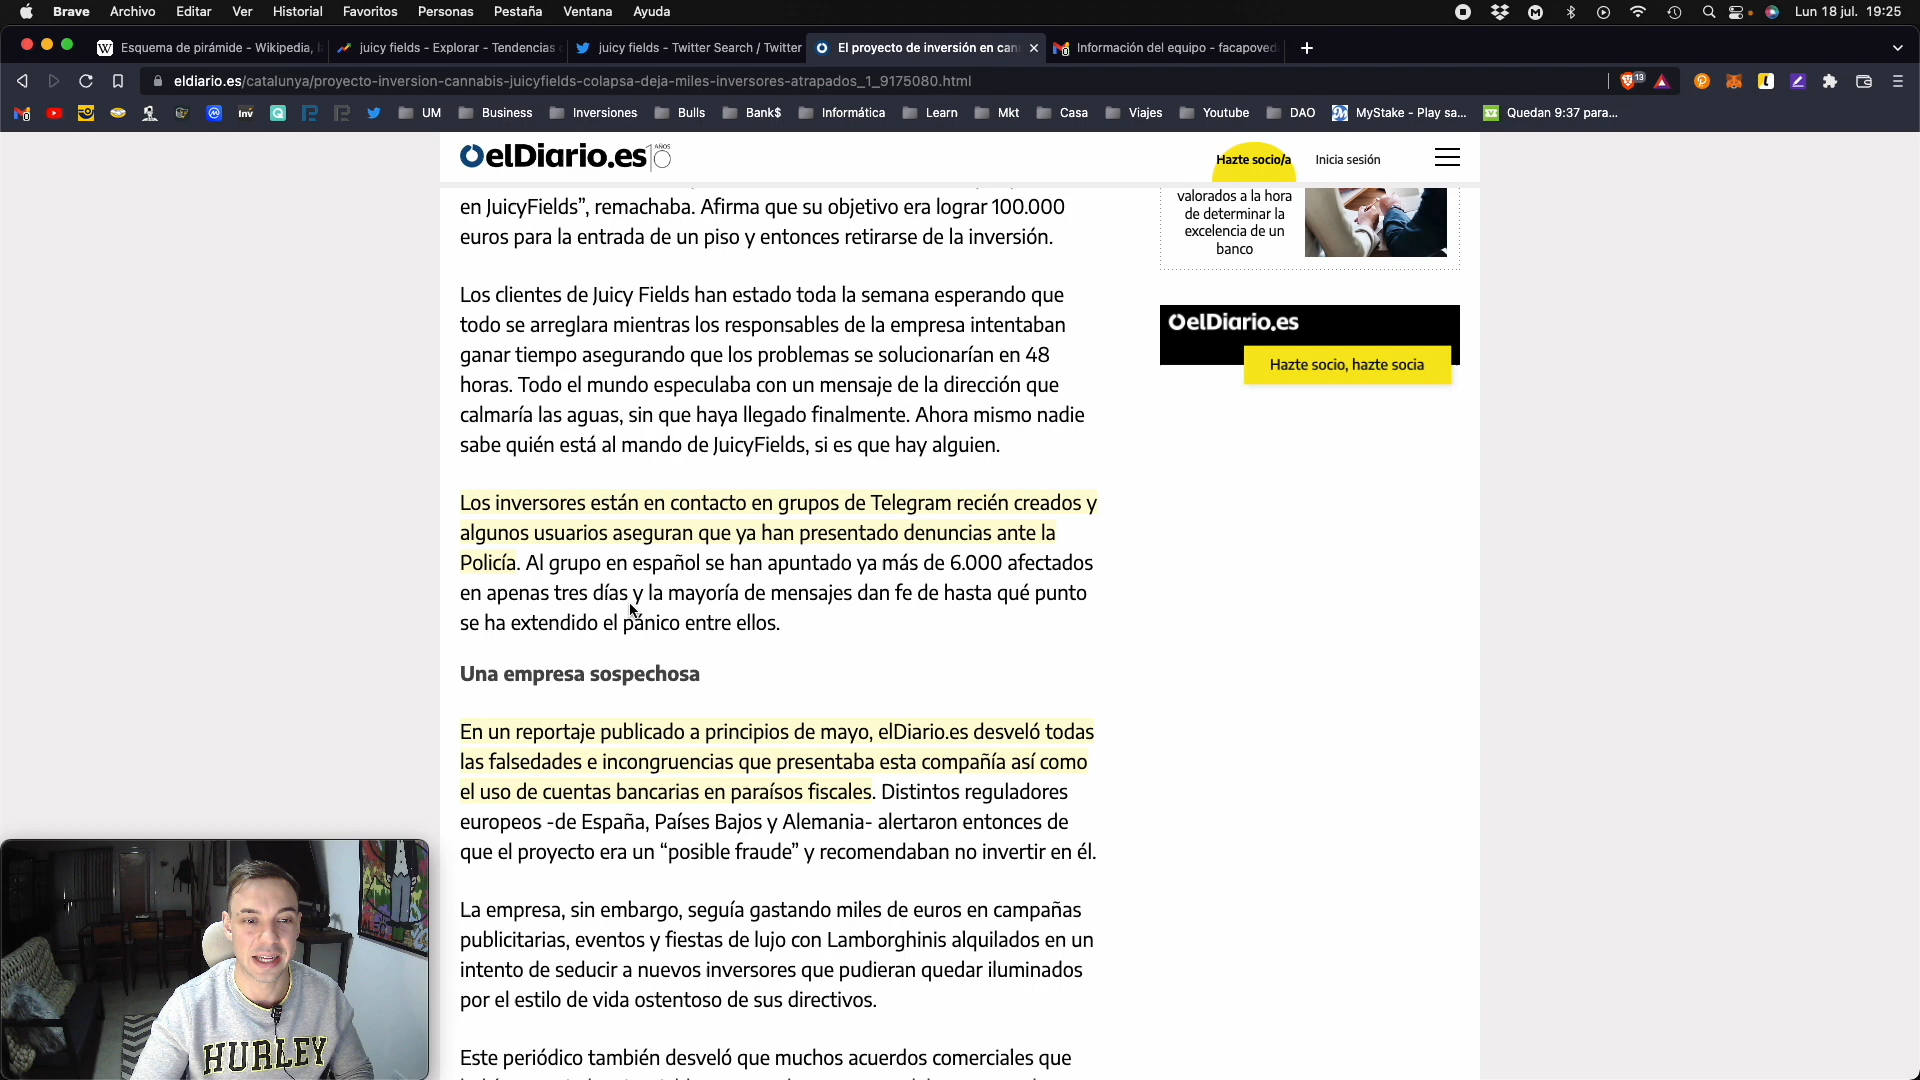 Brave Archivo Editar Ver Historial Favoritos Personas Pestaña Ventana Ayuda Lun 18 jul. 19:25
Esquema de pirámide - Wikipedia, juicy fields - Explorar - Tendencias juicy fields - Twitter Search / Twitter El proyecto de inversión en can Información del equipo - facapoved
eldiario.es/catalunya/proyecto-inversion-cannabis-juicyfields-colapsa-deja-miles-inversores-atrapados_1_9175080.html 13
inv UM Business Inversiones Bulls Bank$ Informática Learn Mkt Casa Viajes Youtube DAO MyStake - Play sa... Quedan 9:37 para...
elDiario.es 10 AÑOS
Hazte socio/a Inicia sesión
en JuicyFields”, remachaba. Afirma que su objetivo era lograr 100.000
euros para la entrada de un piso y entonces retirarse de la inversión.
Los clientes de Juicy Fields han estado toda la semana esperando que
todo se arreglara mientras los responsables de la empresa intentaban
ganar tiempo asegurando que los problemas se solucionarían en 48
horas. Todo el mundo especulaba con un mensaje de la dirección que
calmaría las aguas, sin que haya llegado finalmente. Ahora mismo nadie
sabe quién está al mando de JuicyFields, si es que hay alguien.
Los inversores están en contacto en grupos de Telegram recién creados y
algunos usuarios aseguran que ya han presentado denuncias ante la
Policía. Al grupo en español se han apuntado ya más de 6.000 afectados
en apenas tres días y la mayoría de mensajes dan fe de hasta qué punto
se ha extendido el pánico entre ellos.
Una empresa sospechosa
En un reportaje publicado a principios de mayo, elDiario.es desveló todas
las falsedades e incongruencias que presentaba esta compañía así como
el uso de cuentas bancarias en paraísos fiscales. Distintos reguladores
europeos -de España, Países Bajos y Alemania- alertaron entonces de
que el proyecto era un “posible fraude” y recomendaban no invertir en él.
La empresa, sin embargo, seguía gastando miles de euros en campañas
publicitarias, eventos y fiestas de lujo con Lamborghinis alquilados en un
intento de seducir a nuevos inversores que pudieran quedar iluminados
por el estilo de vida ostentoso de sus directivos.
Este periódico también desveló que muchos acuerdos comerciales que
valorados a la hora
de determinar la
excelencia de un
banco
elDiario.es
Hazte socio, hazte socia
HURLEY